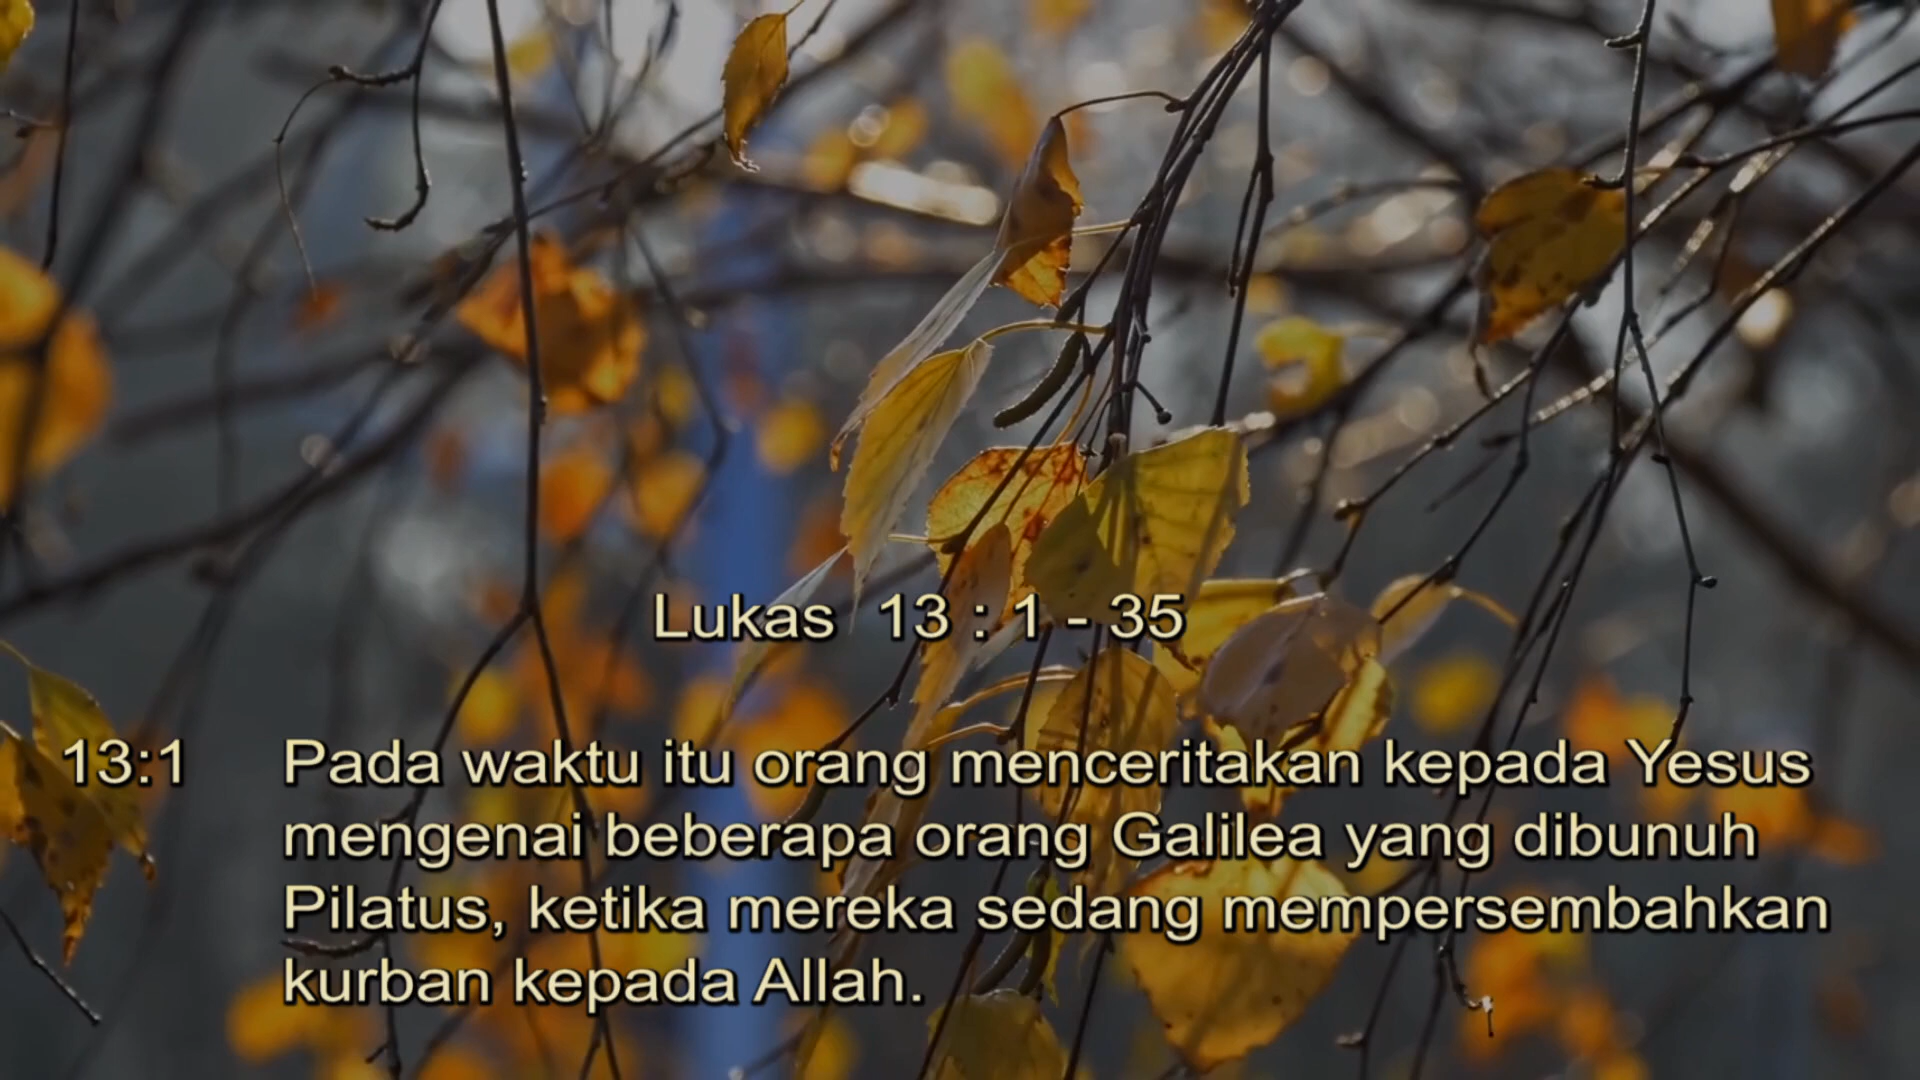 Lukas 13 : 1 - 35
13:1 Pada waktu itu orang menceritakan kepada Yesus
mengenai beberapa orang Galilea yang dibunuh
Pilatus, ketika mereka sedang mempersembahkan
kurban kepada Allah.